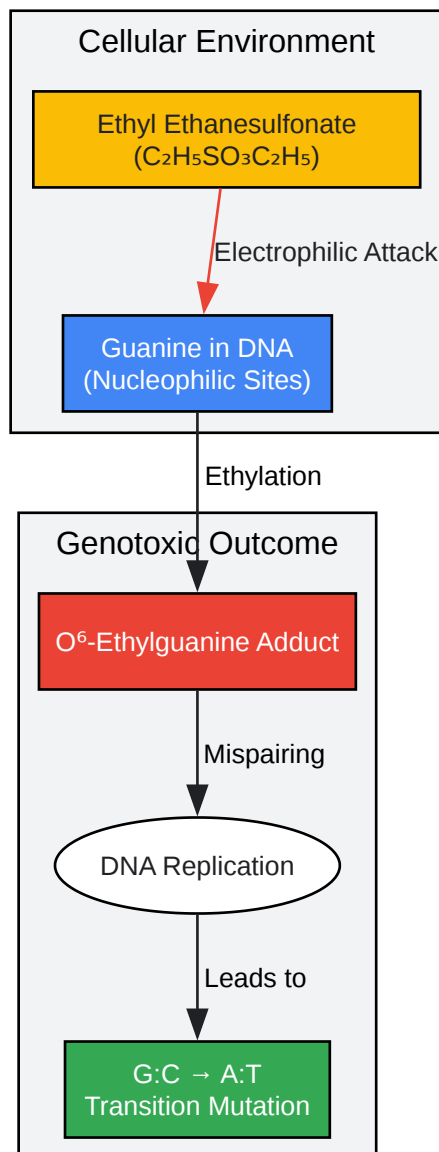 Cellular Environment
Ethyl Ethanesulfonate
(C₂H₅SO₃C₂H₅)
Electrophilic Attack
Guanine in DNA
(Nucleophilic Sites)
Ethylation
Genotoxic Outcome
O⁶-Ethylguanine Adduct
Mispairing
DNA Replication
Leads to
G:C → A:T
Transition Mutation